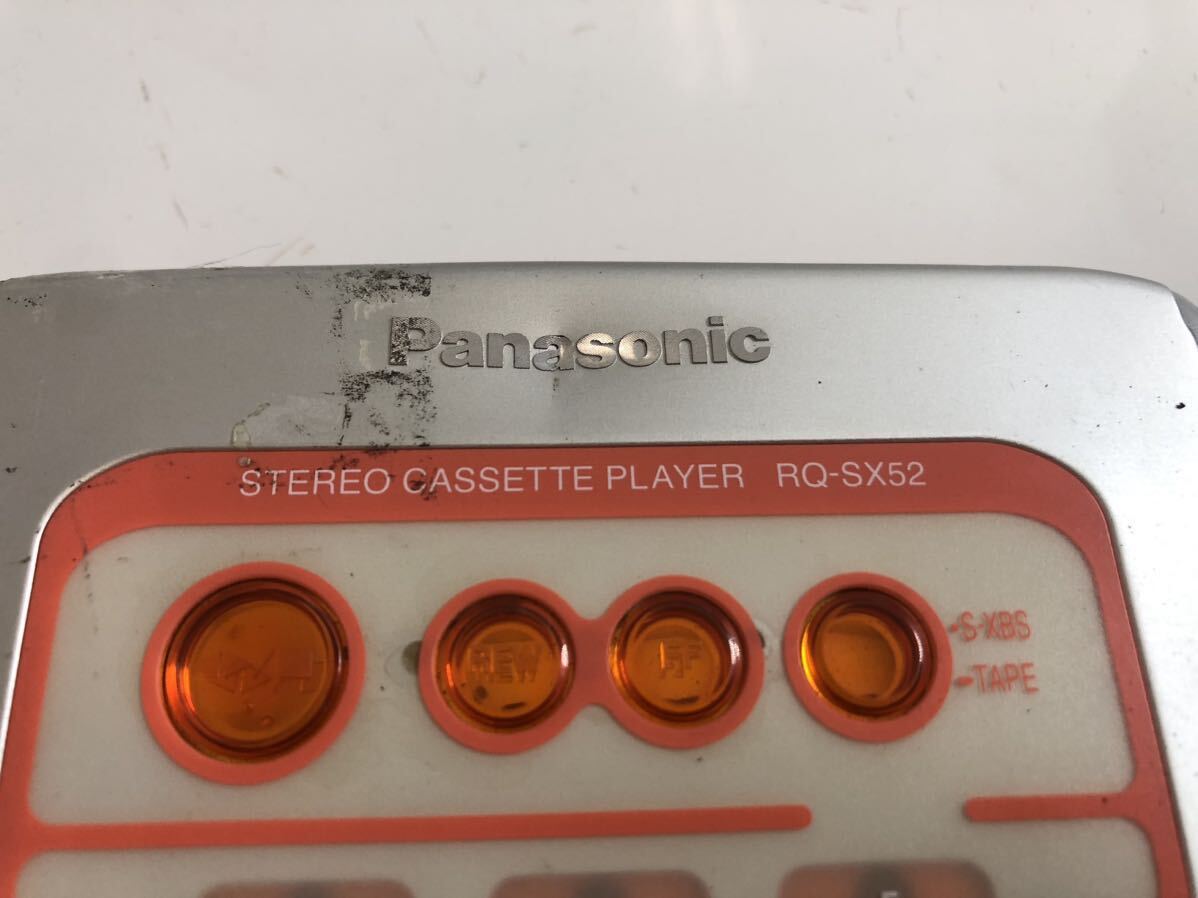 Panasonic
STEREO CASSETTE PLAYER RQ-SX52
REW
FF
S-XBS
TAPE